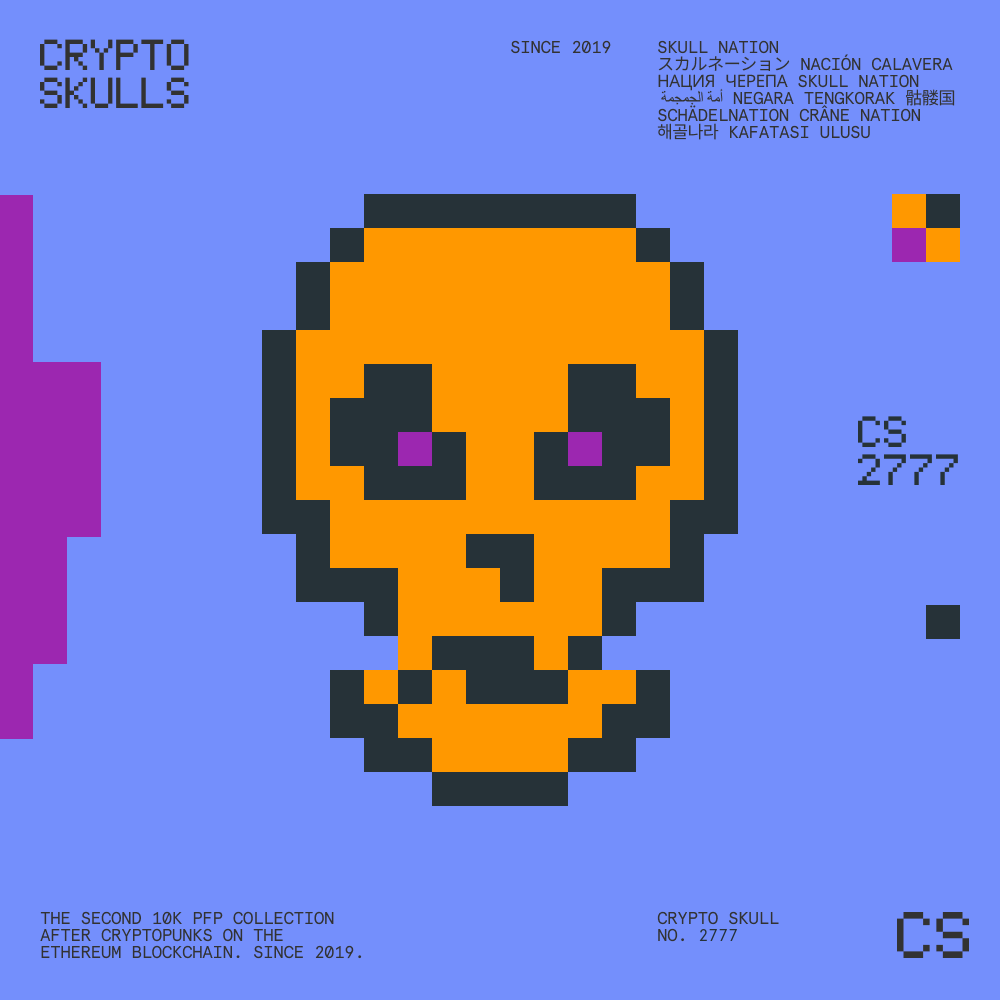 CRYPTO
SKULLS
SINCE 2019
SKULL NATION
スカルネーション NACIÓN CALAVERA
НАЦИЯ ЧЕРЕПА SKULL NATION
أمة الجمجمة NEGARA TENGKORAK 骷髅国
SCHÄDELNATION CRÂNE NATION
해골나라 KAFATASI ULUSU
CS
2777
THE SECOND 10K PFP COLLECTION
AFTER CRYPTOPUNKS ON THE
ETHEREUM BLOCKCHAIN. SINCE 2019.
CRYPTO SKULL
NO. 2777
CS